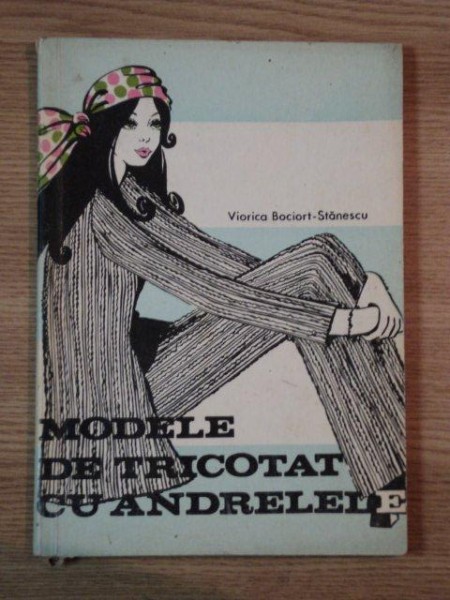 Viorica Bociort-Stănescu
MODELE
DE TRICOTAT
CU ANDRELELE